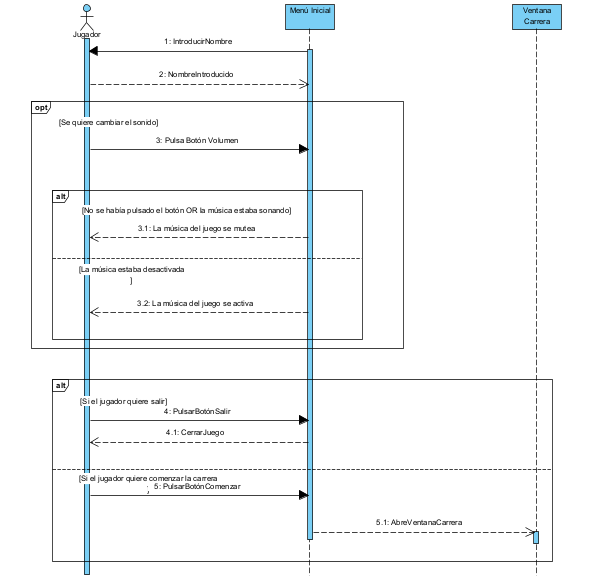 Jugador
Menú Inicial
Ventana
Carrera
1: IntroducirNombre
2: NombreIntroducido
opt
[Se quiere cambiar el sonido]
3: Pulsa Botón Volumen
alt
[No se había pulsado el botón OR la música estaba sonando]
3.1: La música del juego se mutea
[La música estaba desactivada
]
3.2: La música del juego se activa
alt
[Si el jugador quiere salir]
4: PulsarBotónSalir
4.1: CerrarJuego
[Si el jugador quiere comenzar la carrera
]
5: PulsarBotónComenzar
5.1: AbreVentanaCarrera